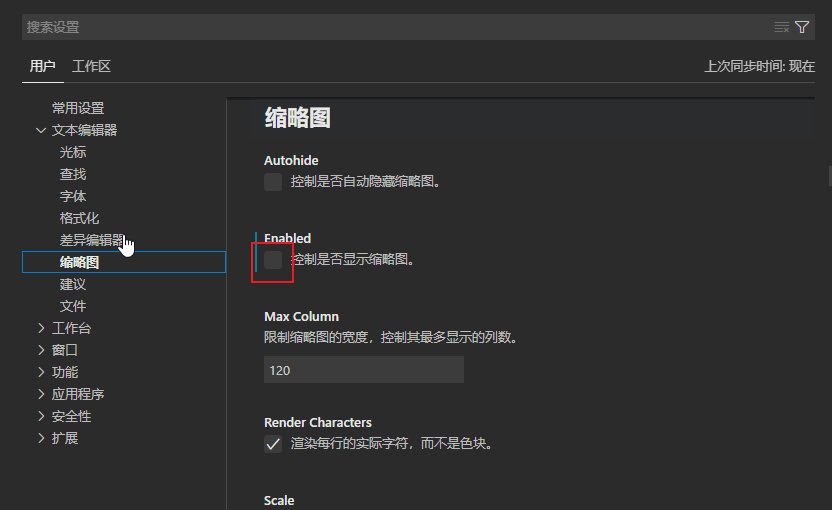 搜索设置
用户 工作区 上次同步时间: 现在
常用设置
文本编辑器
光标
查找
字体
格式化
差异编辑器
缩略图
建议
文件
工作台
窗口
功能
应用程序
安全性
扩展
缩略图
Autohide
控制是否自动隐藏缩略图。
Enabled
控制是否显示缩略图。
Max Column
限制缩略图的宽度，控制其最多显示的列数。
120
Render Characters
渲染每行的实际字符，而不是色块。
Scale